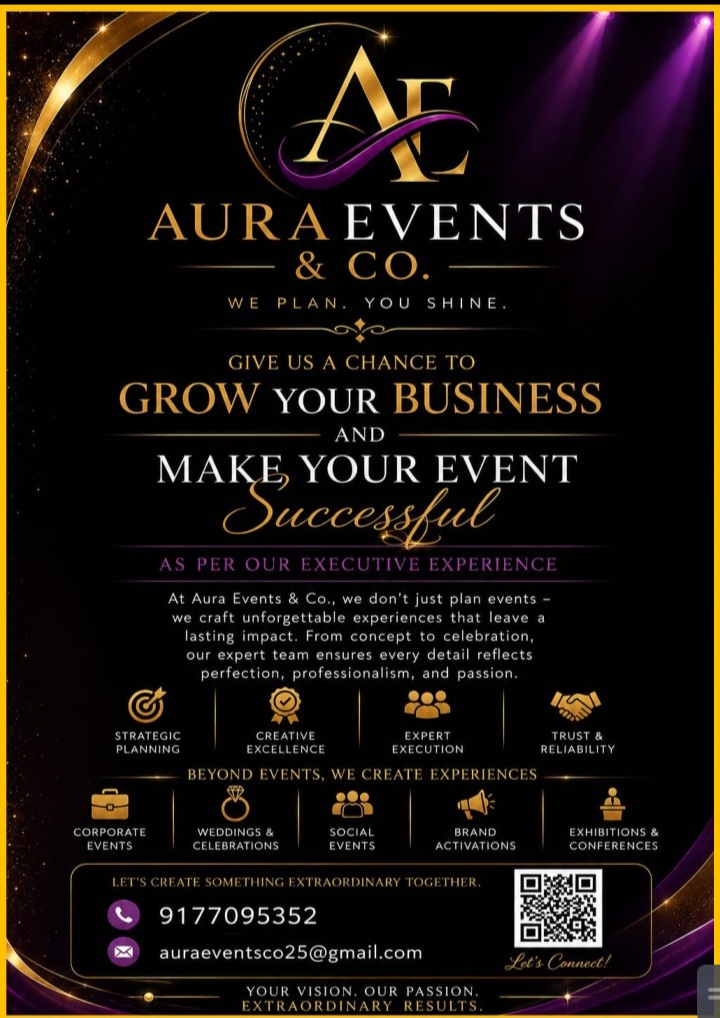 AE
AURA EVENTS
& CO.
WE PLAN. YOU SHINE.
GIVE US A CHANCE TO
GROW YOUR BUSINESS
AND
MAKE YOUR EVENT
Successful
AS PER OUR EXECUTIVE EXPERIENCE
At Aura Events & Co., we don't just plan events –
we craft unforgettable experiences that leave a
lasting impact. From concept to celebration,
our expert team ensures every detail reflects
perfection, professionalism, and passion.
STRATEGIC
PLANNING
CREATIVE
EXCELLENCE
EXPERT
EXECUTION
TRUST &
RELIABILITY
BEYOND EVENTS, WE CREATE EXPERIENCES
CORPORATE
EVENTS
WEDDINGS &
CELEBRATIONS
SOCIAL
EVENTS
BRAND
ACTIVATIONS
EXHIBITIONS &
CONFERENCES
LET'S CREATE SOMETHING EXTRAORDINARY TOGETHER.
9177095352
auraeventsco25@gmail.com
Let's Connect!
YOUR VISION. OUR PASSION.
EXTRAORDINARY RESULTS.